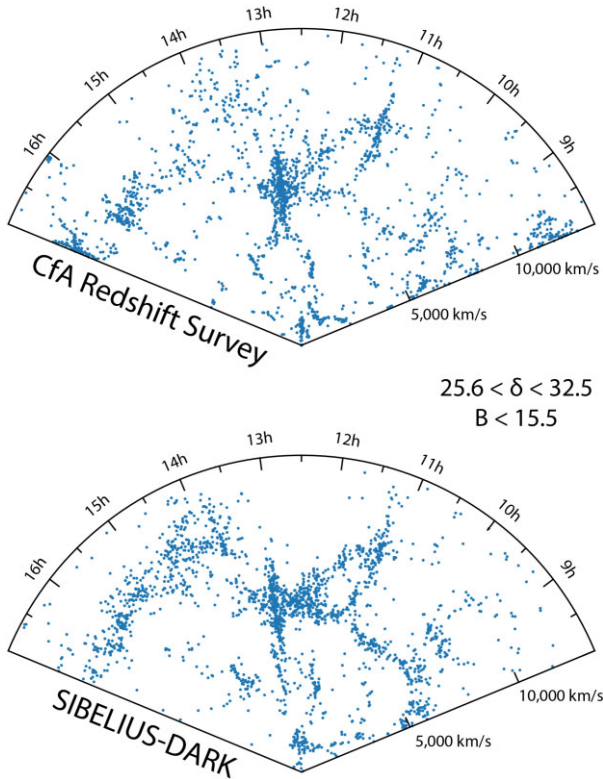 16h
15h
14h
13h
12h
11h
10h
9h
CfA Redshift Survey
10,000 km/s
5,000 km/s
25.6 < δ < 32.5
B < 15.5
16h
15h
14h
13h
12h
11h
10h
9h
SIBELIUS-DARK
10,000 km/s
5,000 km/s